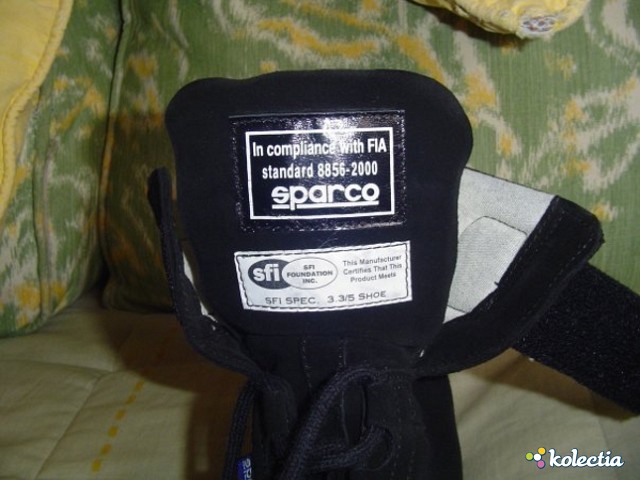 In compliance with FIA
standard 8856-2000
sparco
sfi
SFI
FOUNDATION
INC.
This Manufacturer
Certifies That This
Product Meets
SFI SPEC. 3.3/5 SHOE
kolectia